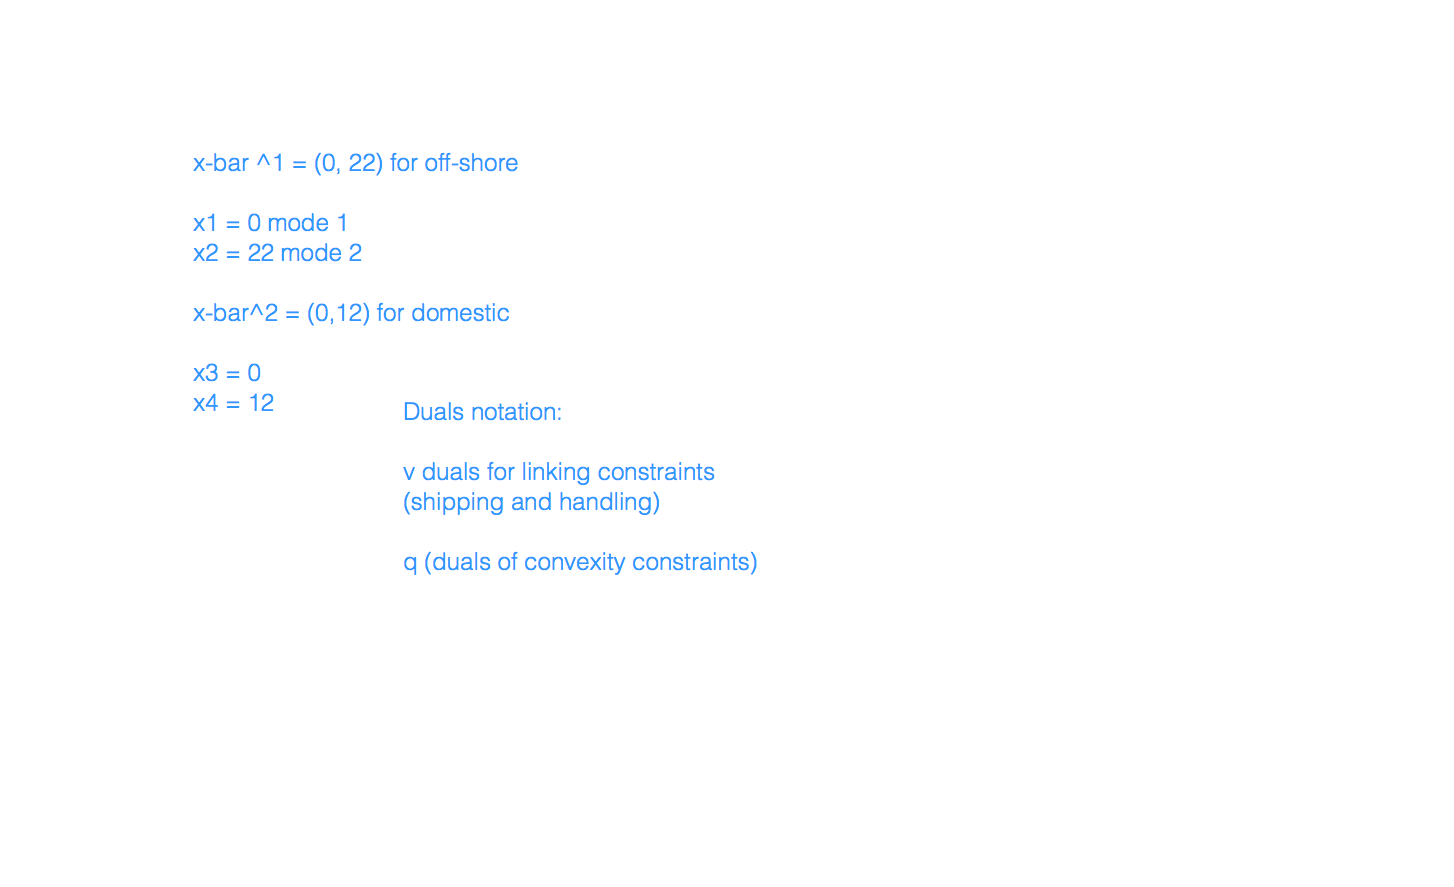 x-bar ^1 = (0, 22) for off-shore
x1 = 0 mode 1
x2 = 22 mode 2
x-bar^2 = (0,12) for domestic
x3 = 0
x4 = 12
Duals notation:
v duals for linking constraints
(shipping and handling)
q (duals of convexity constraints)